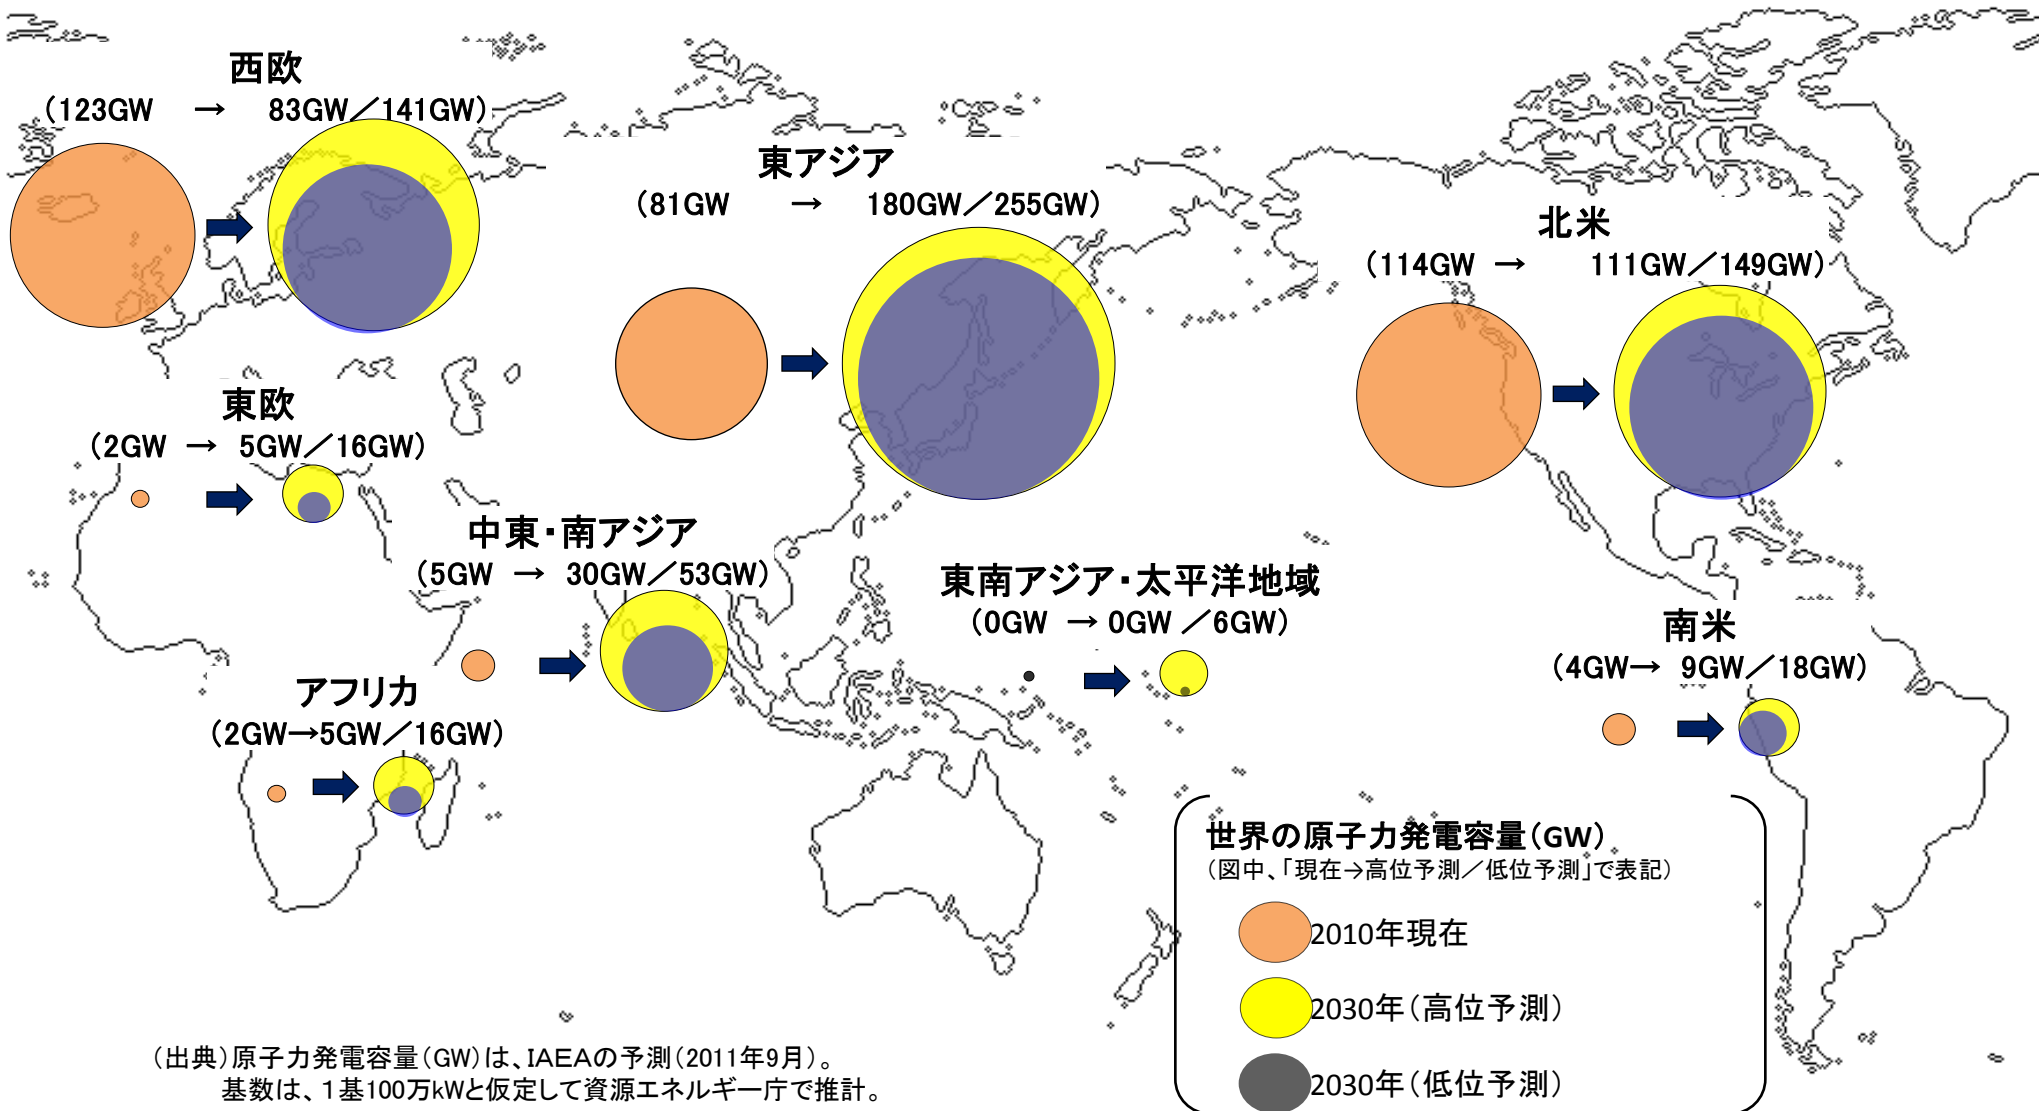 西欧
(123GW → 83GW／141GW)
東アジア
(81GW → 180GW／255GW)
北米
(114GW → 111GW／149GW)
東欧
(2GW → 5GW／16GW)
中東・南アジア
(5GW → 30GW／53GW)
東南アジア・太平洋地域
(0GW → 0GW ／6GW)
南米
(4GW→ 9GW／18GW)
アフリカ
(2GW→5GW／16GW)
世界の原子力発電容量(GW)
(図中、「現在→高位予測／低位予測」で表記)
2010年現在
2030年(高位予測)
2030年(低位予測)
(出典)原子力発電容量(GW)は、IAEAの予測(2011年9月)。
基数は、１基100万kWと仮定して資源エネルギー庁で推計。